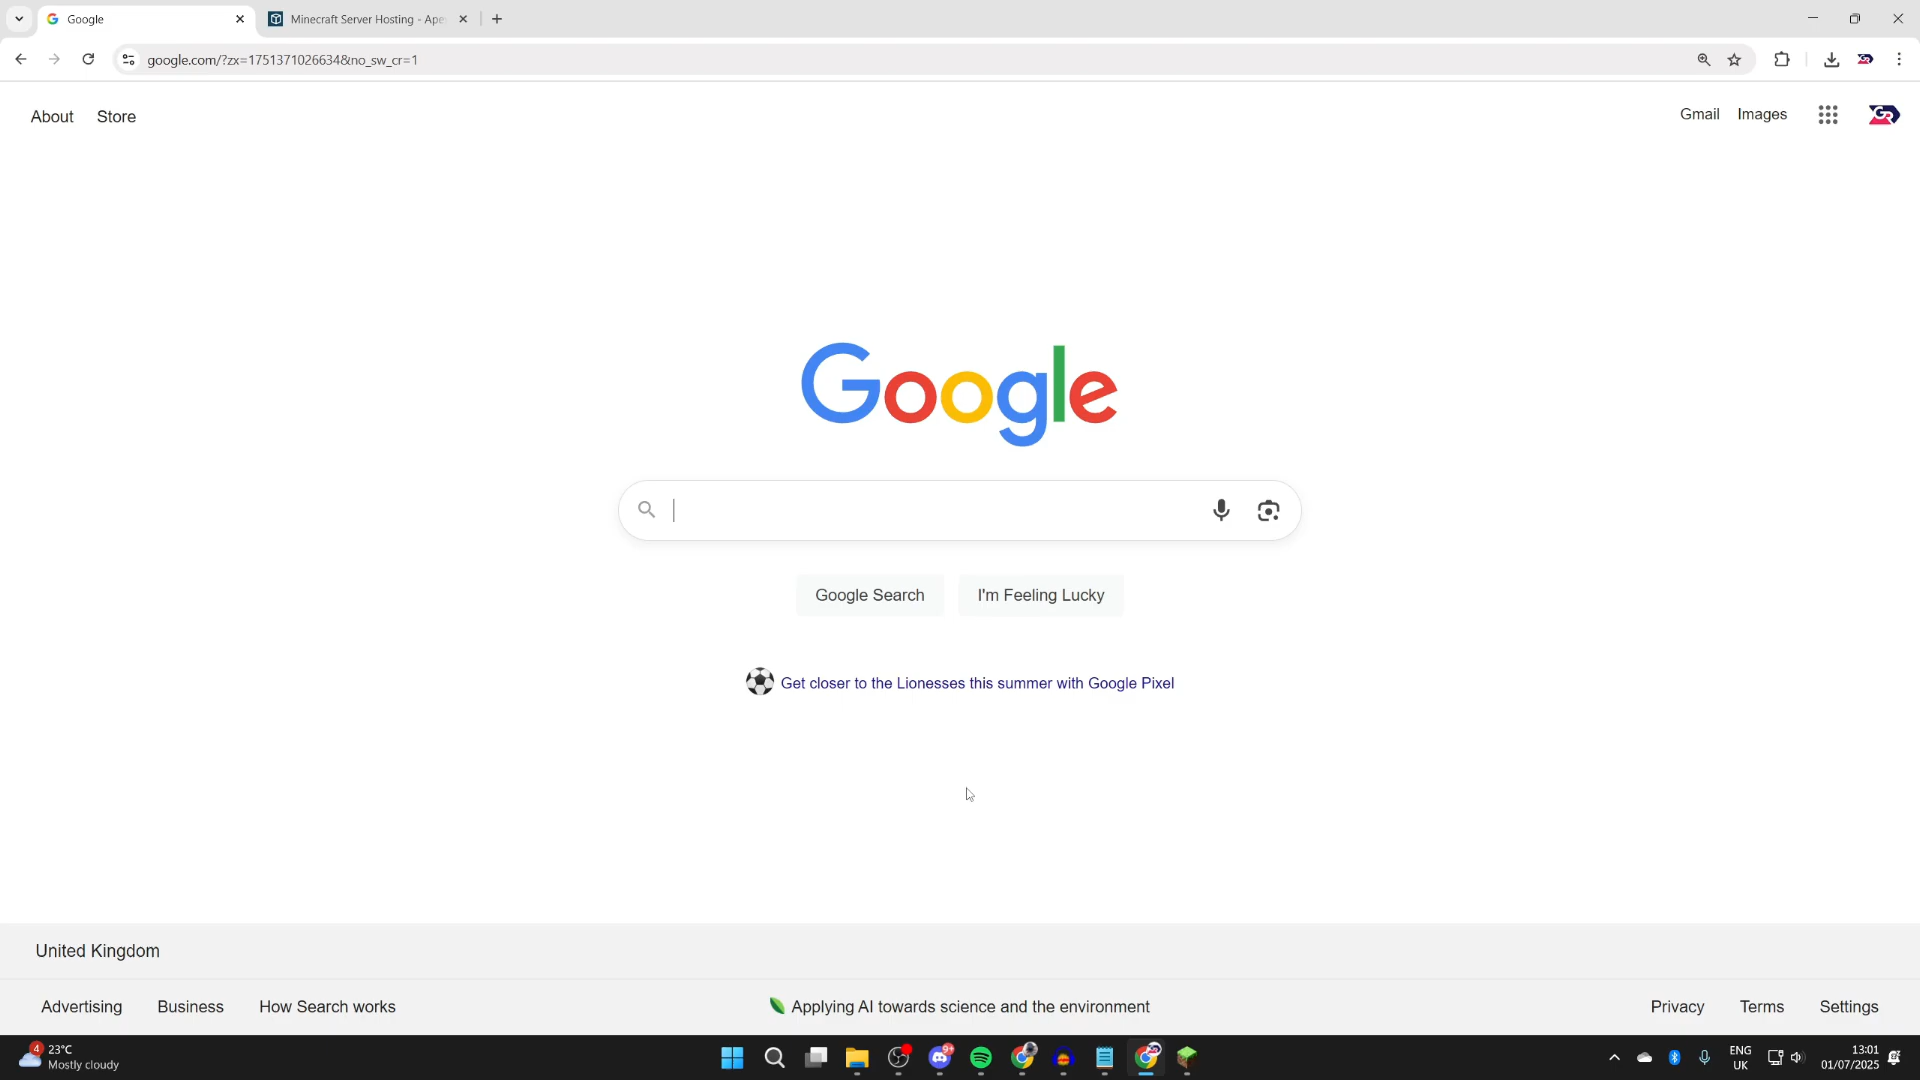 Google
Minecraft Server Hosting - Ape
google.com/?zx=1751371026634&no_sw_cr=1
About
Store
Gmail
Images
GR
Google
Google Search
I'm Feeling Lucky
Get closer to the Lionesses this summer with Google Pixel
United Kingdom
Advertising
Business
How Search works
Applying AI towards science and the environment
Privacy
Terms
Settings
4
23°C
Mostly cloudy
9+
ENG
UK
13:01
01/07/2025